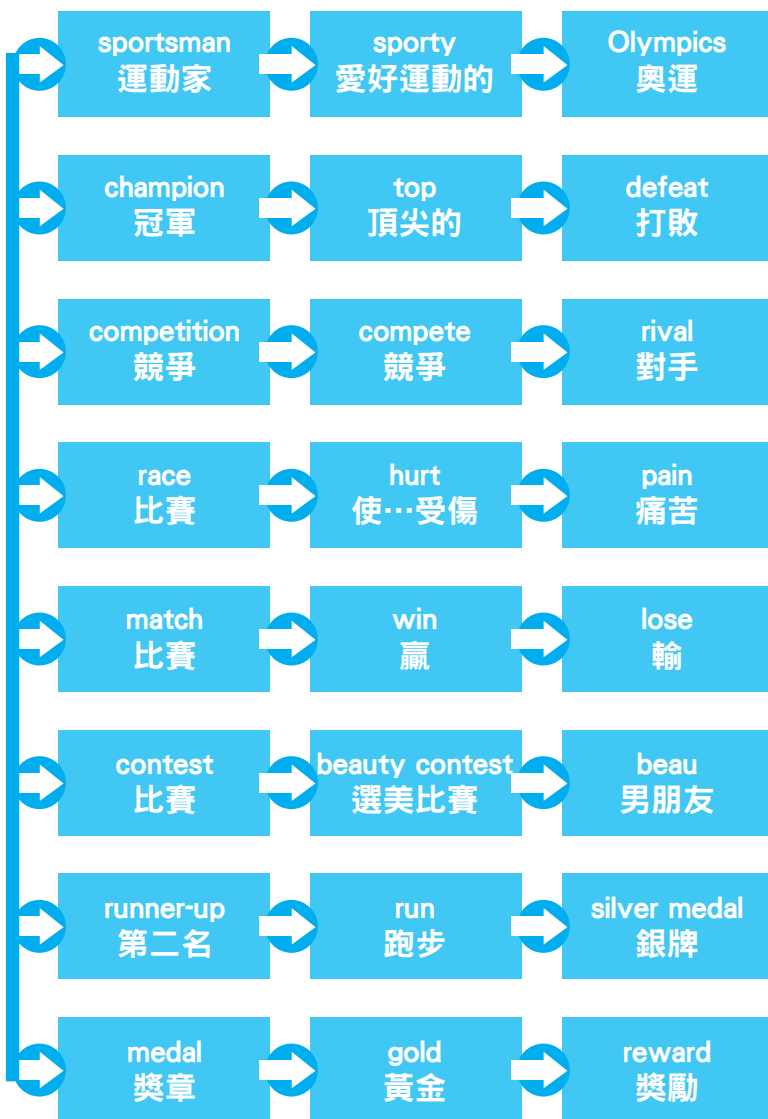 sportsman
運動家
sporty
愛好運動的
Olympics
奧運
champion
冠軍
top
頂尖的
defeat
打敗
competition
競爭
compete
競爭
rival
對手
race
比賽
hurt
使…受傷
pain
痛苦
match
比賽
win
贏
lose
輸
contest
比賽
beauty contest
選美比賽
beau
男朋友
runner-up
第二名
run
跑步
silver medal
銀牌
medal
獎章
gold
黃金
reward
獎勵